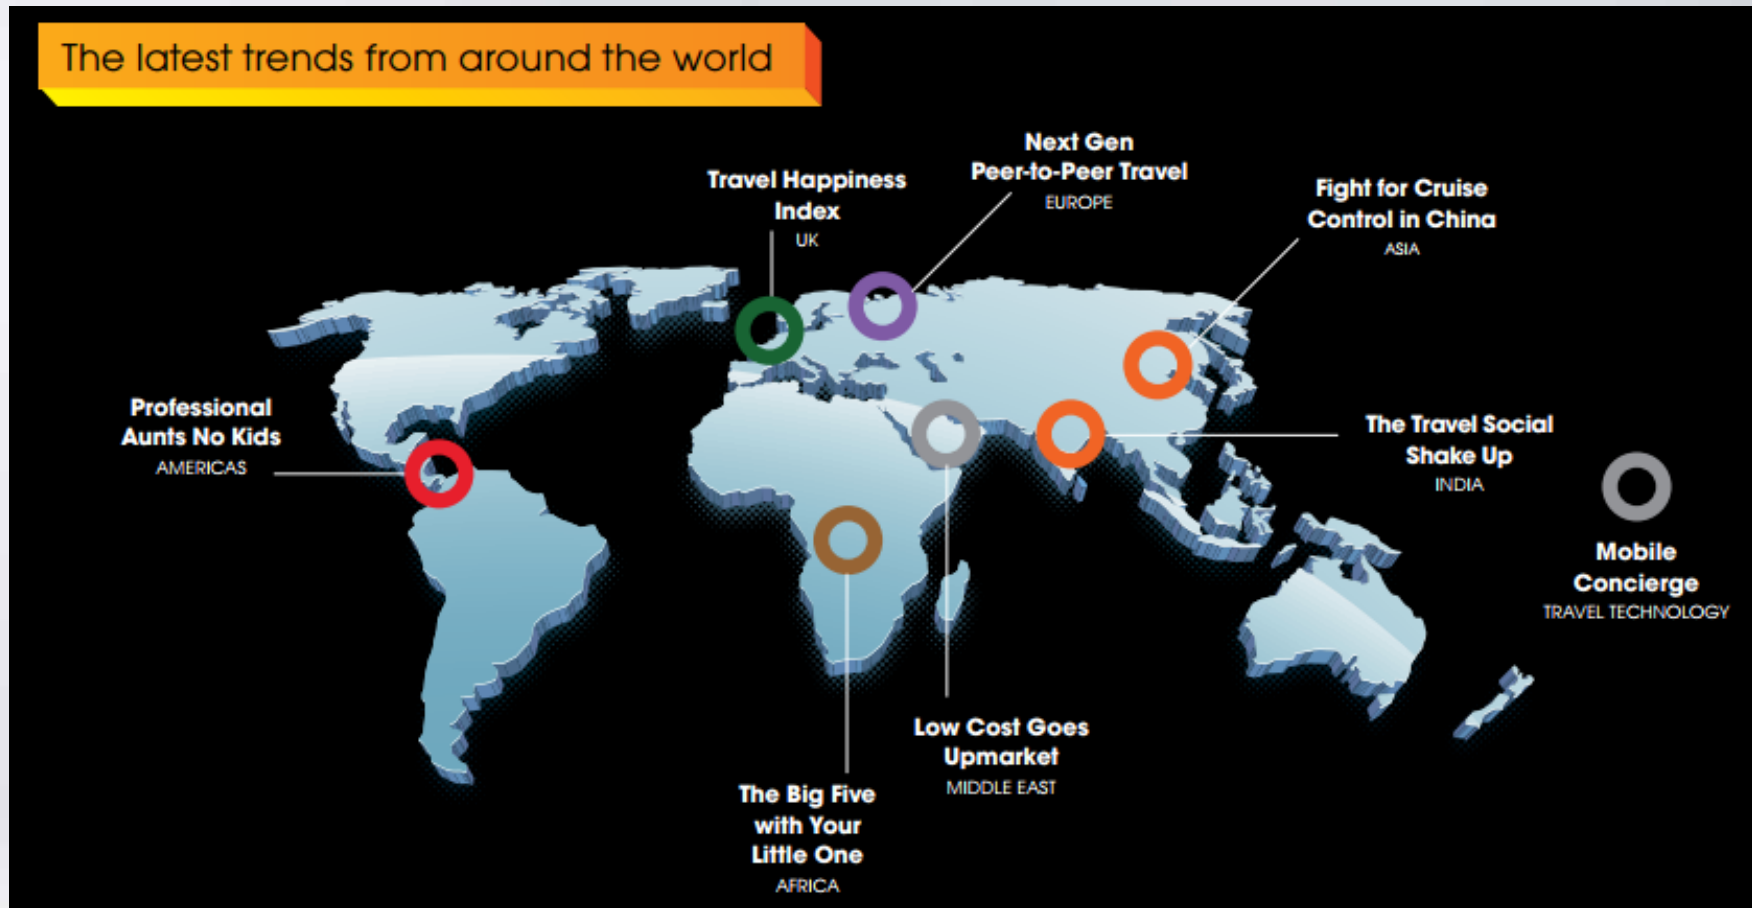 The latest trends from around the world
Next Gen
Peer-to-Peer Travel
EUROPE
Travel Happiness
Index
UK
Fight for Cruise
Control in China
ASIA
Professional
Aunts No Kids
AMERICAS
The Travel Social
Shake Up
INDIA
Mobile
Concierge
TRAVEL TECHNOLOGY
Low Cost Goes
Upmarket
MIDDLE EAST
The Big Five
with Your
Little One
AFRICA